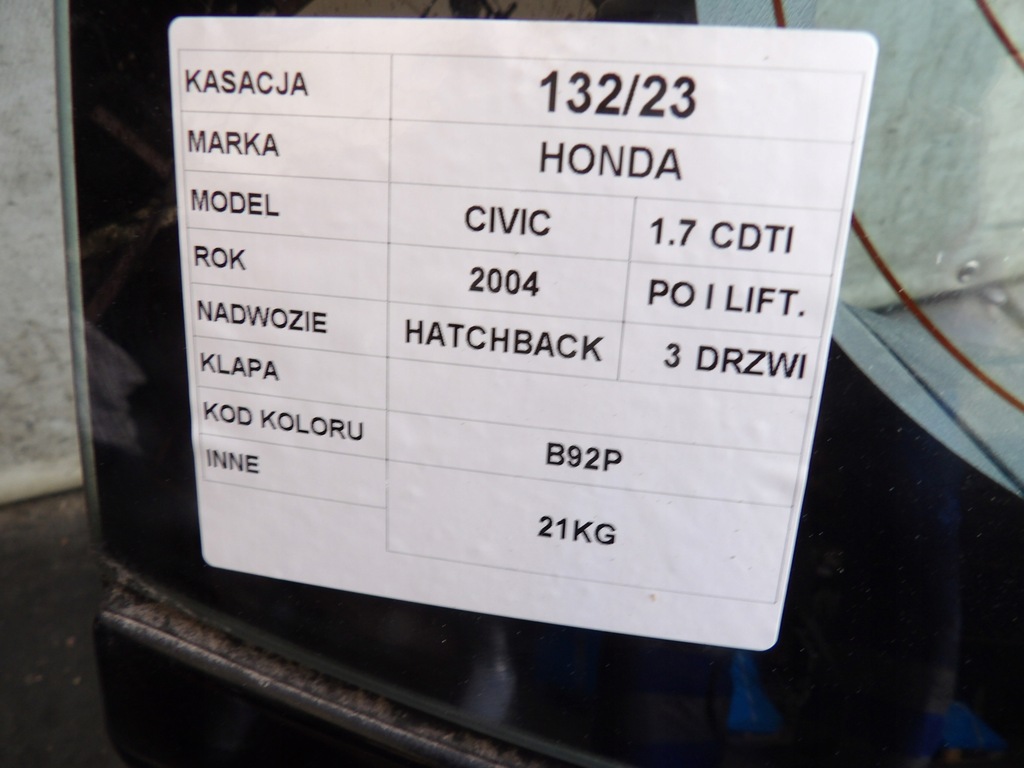 KASACJA 132/23
MARKA HONDA
MODEL CIVIC 1.7 CDTI
ROK 2004 PO I LIFT.
NADWOZIE HATCHBACK 3 DRZWI
KLAPA
KOD KOLORU B92P
INNE 21KG